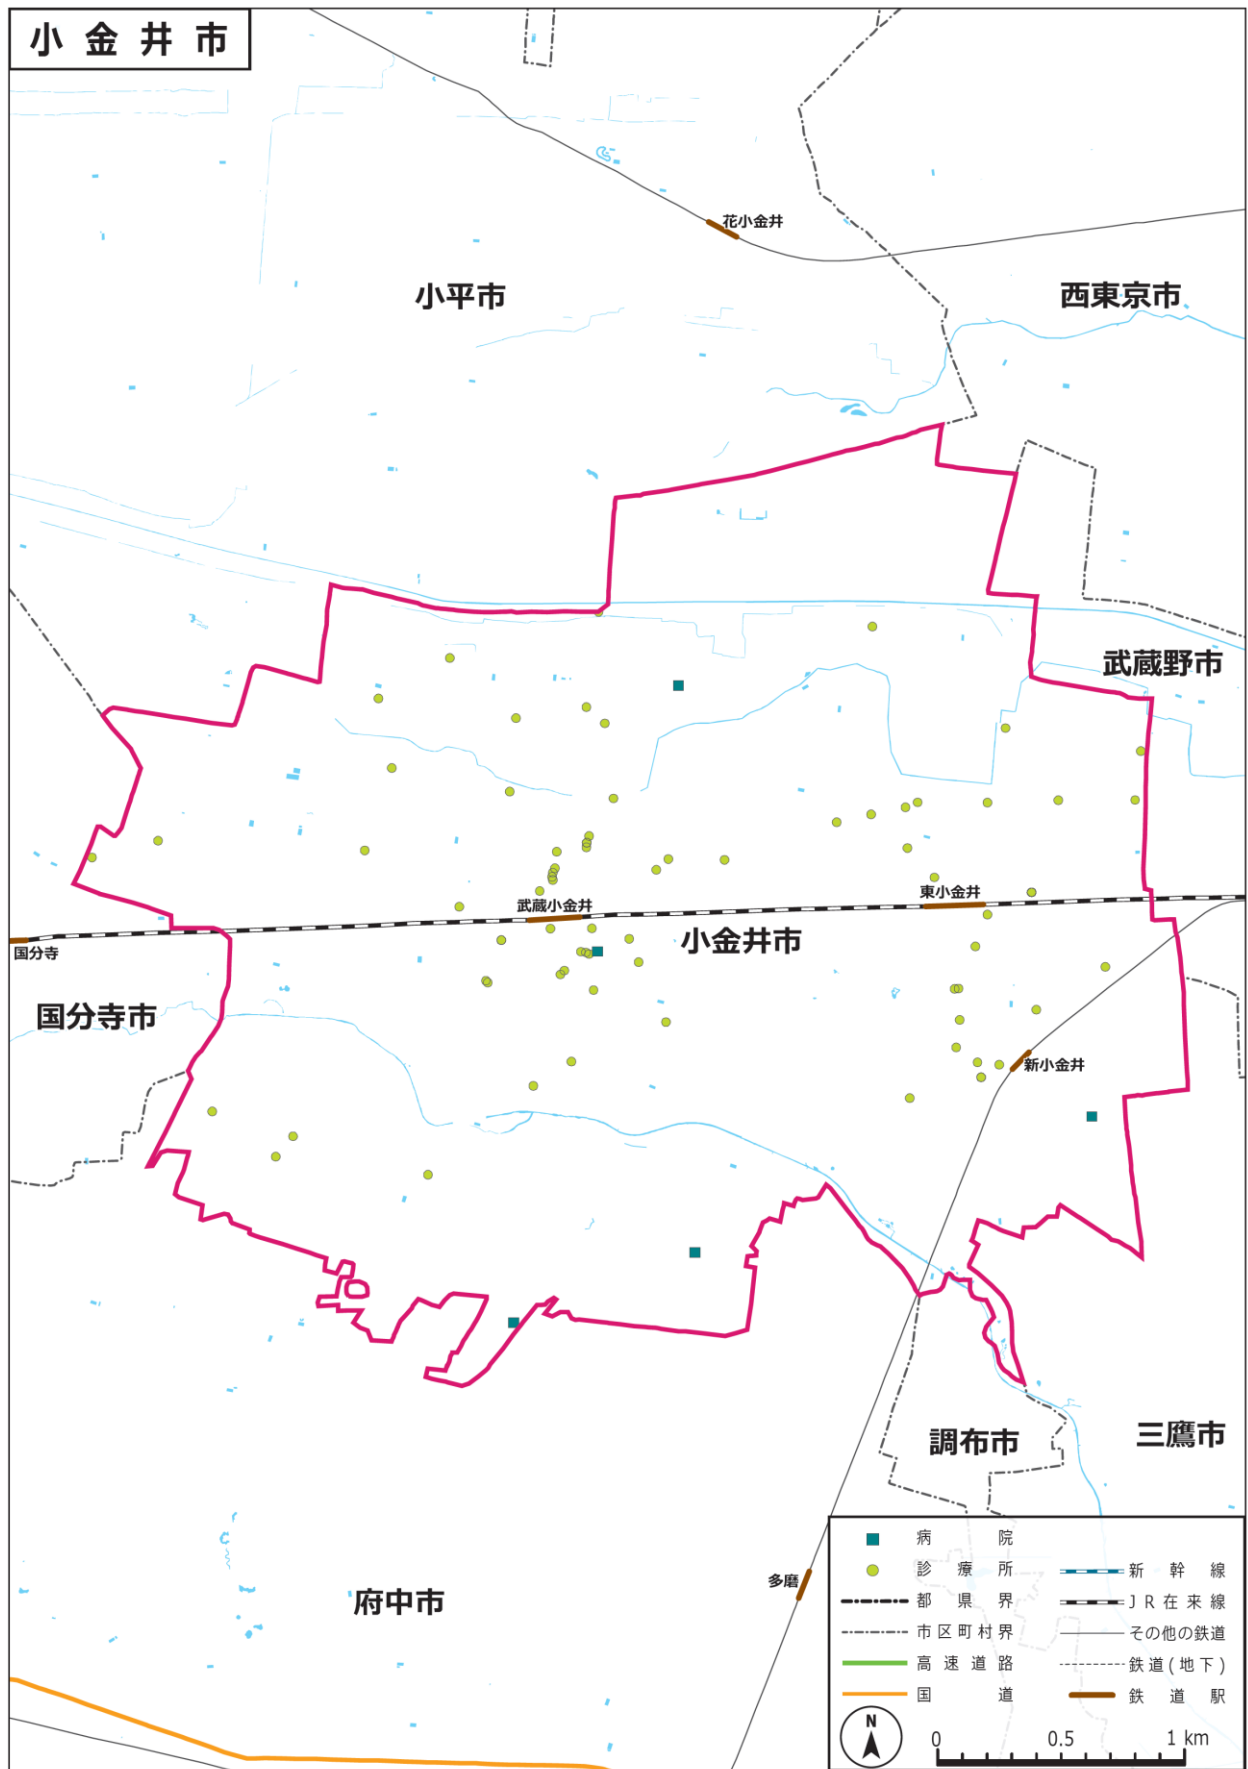 小金井市
花小金井
小平市
西東京市
武蔵野市
武蔵小金井
東小金井
小金井市
国分寺
国分寺市
新小金井
調布市
三鷹市
多磨
府中市
病院
診療所
都県界
市区町村界
高速道路
国道
新幹線
JR在来線
その他の鉄道
鉄道(地下)
鉄道駅
N
0 0.5 1 km